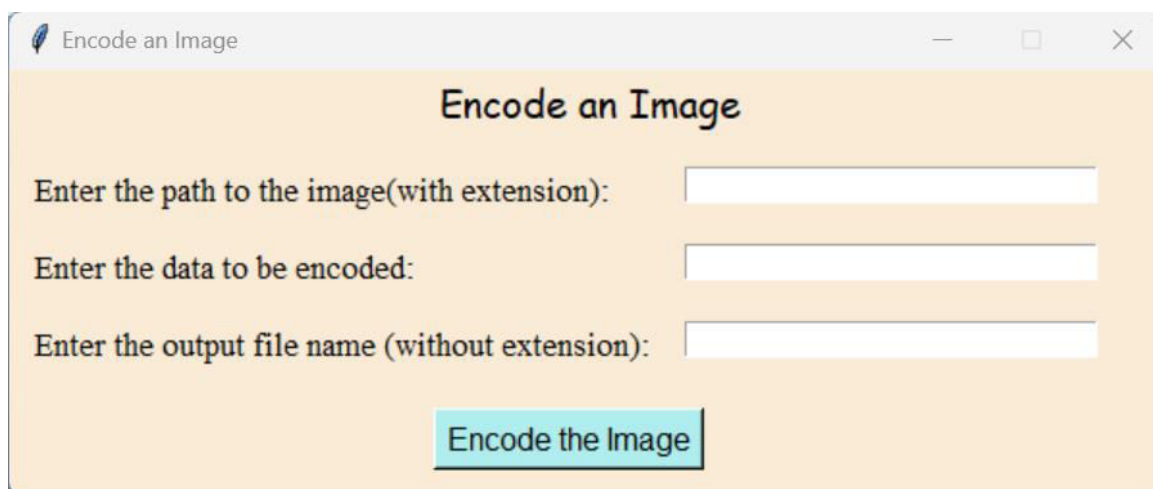 Encode an Image
Encode an Image
Enter the path to the image(with extension):
Enter the data to be encoded:
Enter the output file name (without extension):
Encode the Image